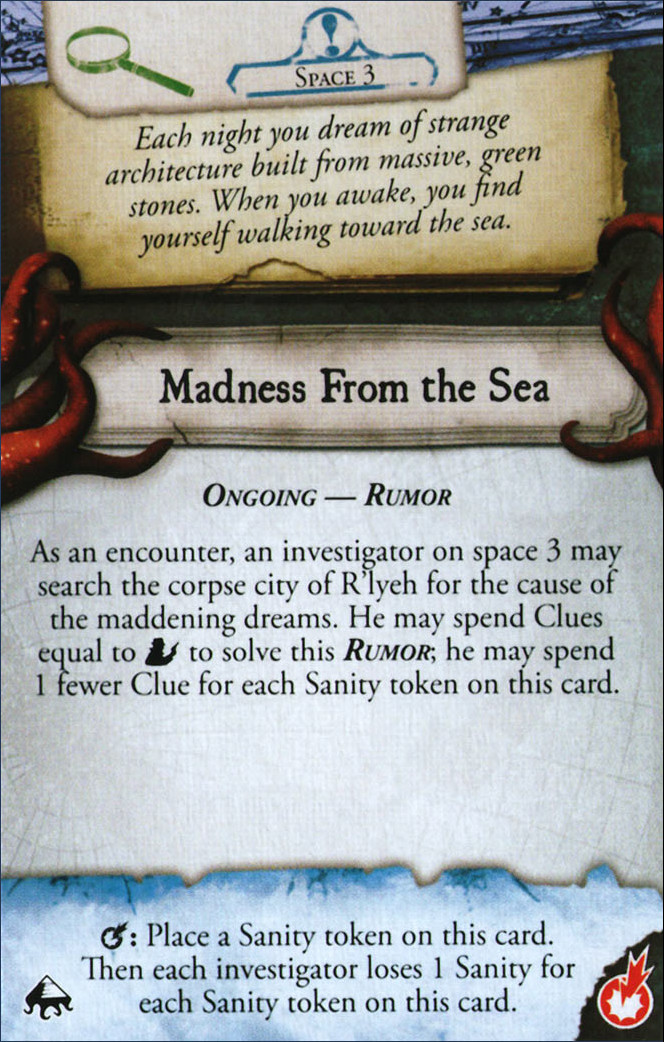 Space 3
Each night you dream of strange
architecture built from massive, green
stones. When you awake, you find
yourself walking toward the sea.
Madness From the Sea
Ongoing — Rumor
As an encounter, an investigator on space 3 may
search the corpse city of R'lyeh for the cause of
the maddening dreams. He may spend Clues
equal to to solve this Rumor; he may spend
1 fewer Clue for each Sanity token on this card.
: Place a Sanity token on this card.
Then each investigator loses 1 Sanity for
each Sanity token on this card.